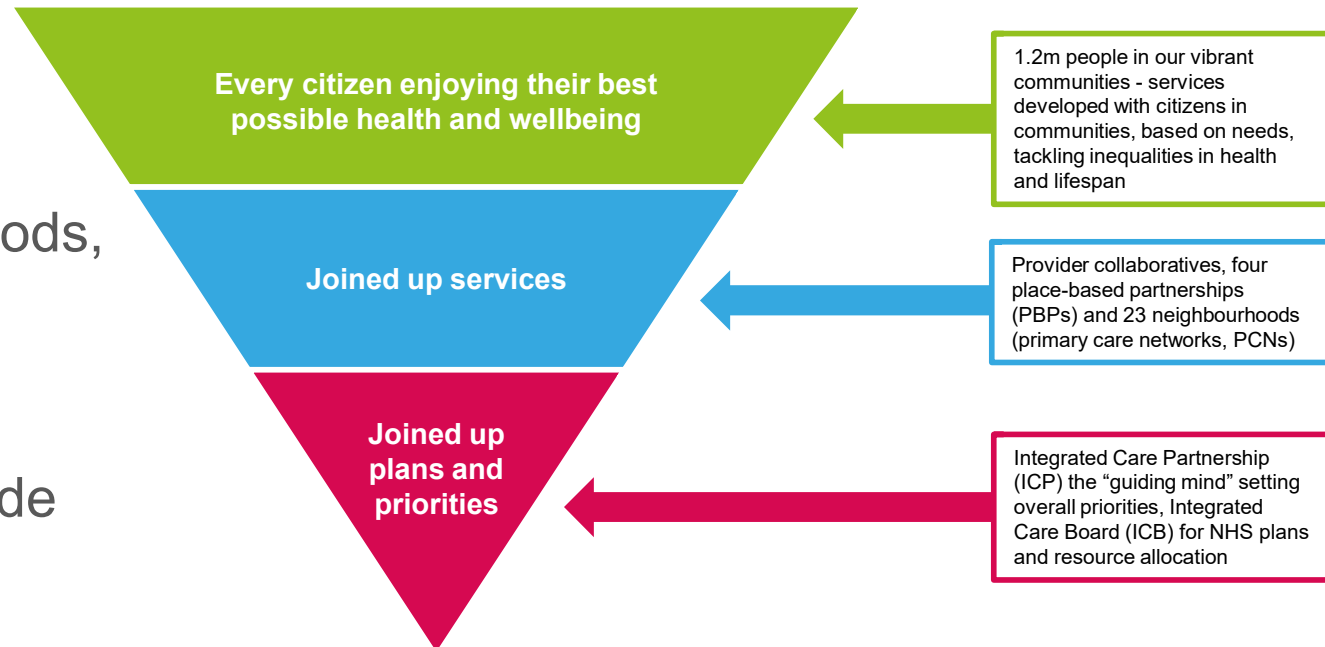 Every citizen enjoying their best
possible health and wellbeing
1.2m people in our vibrant
communities - services
developed with citizens in
communities, based on needs,
tackling inequalities in health
and lifespan
ods,
Joined up services
Provider collaboratives, four
place-based partnerships
(PBPs) and 23 neighbourhoods
(primary care networks, PCNs)
Joined up
plans and
priorities
de
Integrated Care Partnership
(ICP) the “guiding mind” setting
overall priorities, Integrated
Care Board (ICB) for NHS plans
and resource allocation